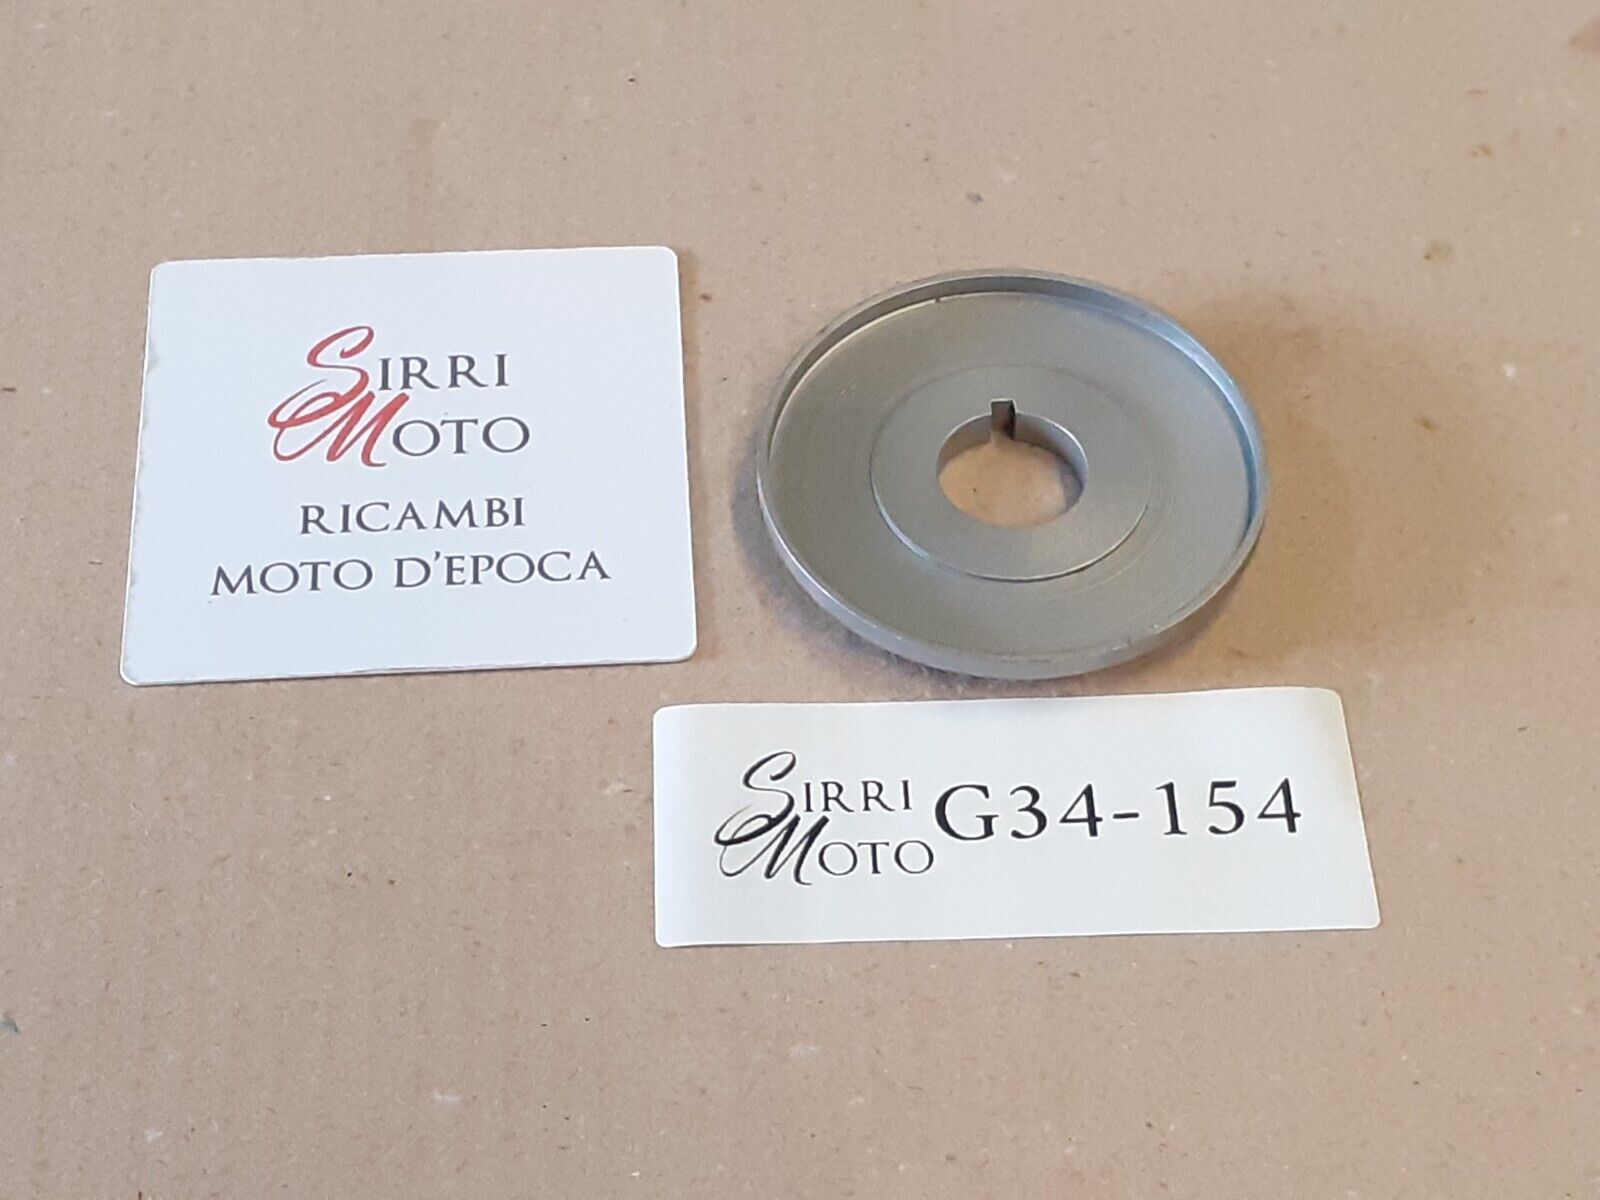 SIRRI
MOTO
RICAMBI
MOTO D'EPOCA
SIRRI
MOTO
G34-154